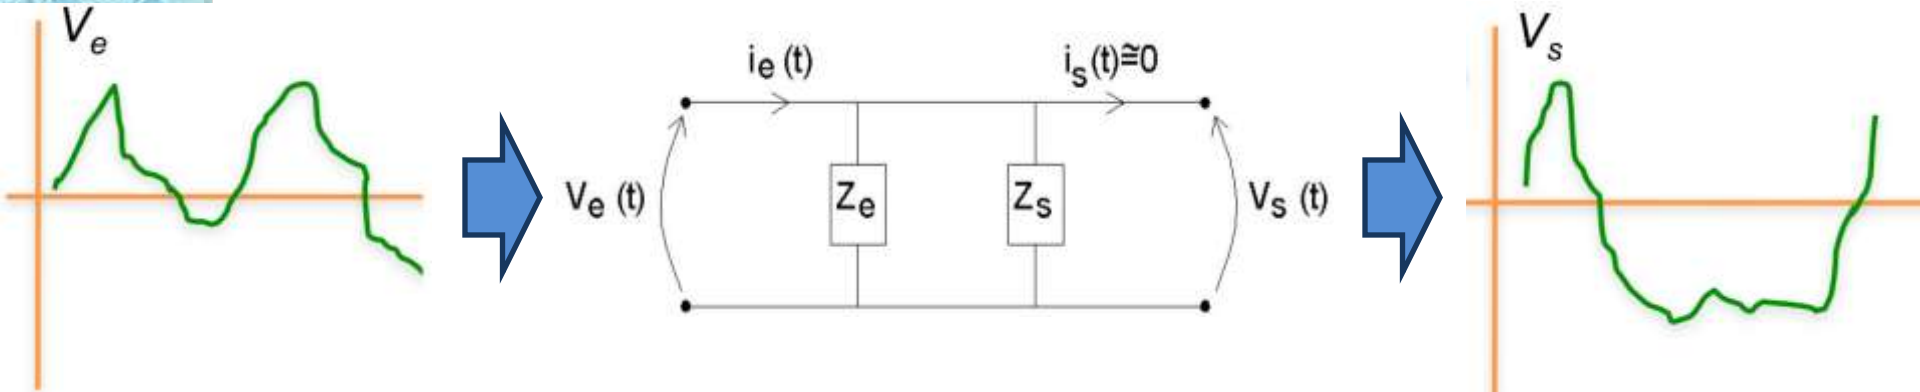 Ve
ie (t)
is(t)≅0
Ve (t)
Ze
Zs
Vs (t)
Vs